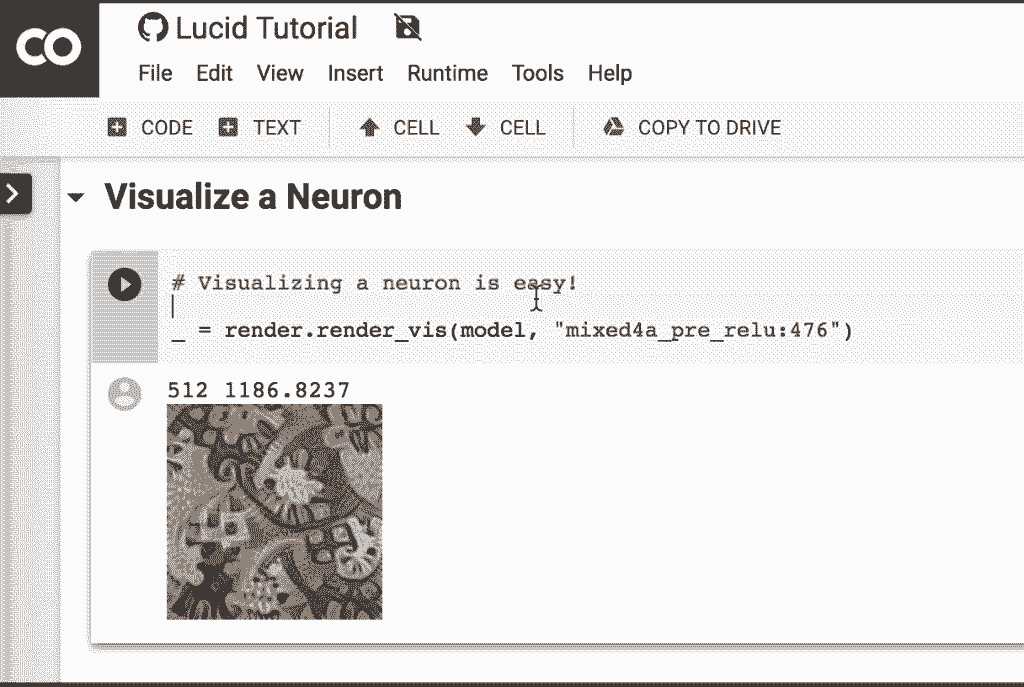 CO
Lucid Tutorial
File Edit View Insert Runtime Tools Help
CODE TEXT CELL CELL COPY TO DRIVE
Visualize a Neuron
# Visualizing a neuron is easy!
_ = render.render_vis(model, "mixed4a_pre_relu:476")
512 1186.8237